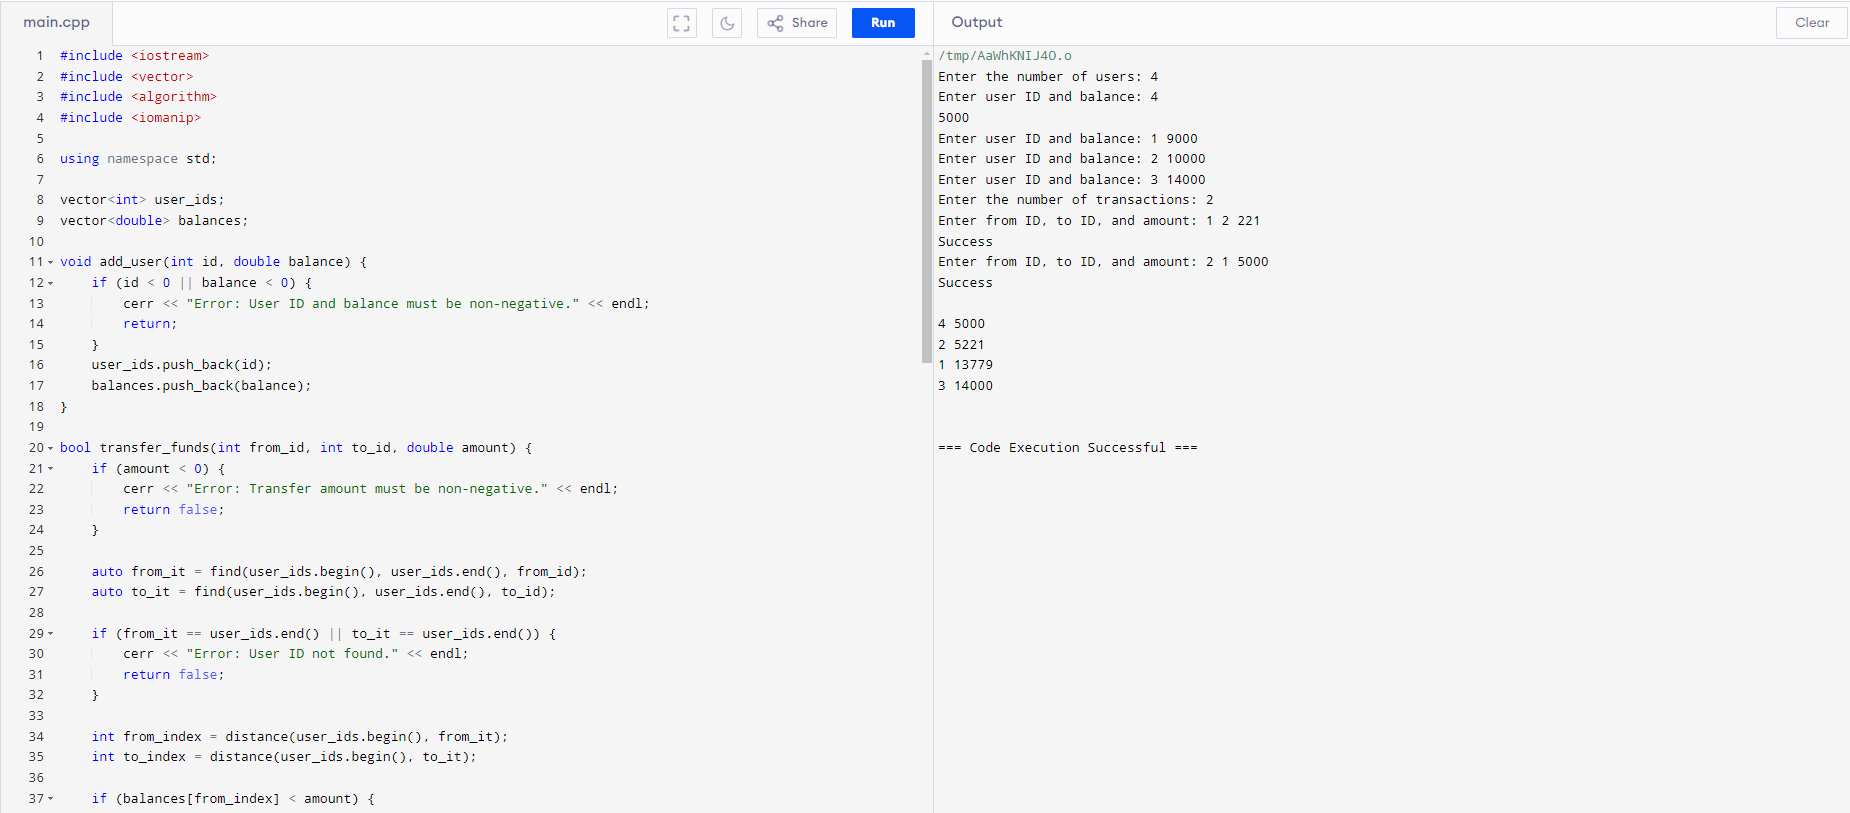 main.cpp
Share
Run
Output
Clear
1 #include <iostream>
2 #include <vector>
3 #include <algorithm>
4 #include <iomanip>
5
6 using namespace std;
7
8 vector<int> user_ids;
9 vector<double> balances;
10
11 void add_user(int id, double balance) {
12 if (id < 0 || balance < 0) {
13 cerr << "Error: User ID and balance must be non-negative." << endl;
14 return;
15 }
16 user_ids.push_back(id);
17 balances.push_back(balance);
18 }
19
20 bool transfer_funds(int from_id, int to_id, double amount) {
21 if (amount < 0) {
22 cerr << "Error: Transfer amount must be non-negative." << endl;
23 return false;
24 }
25
26 auto from_it = find(user_ids.begin(), user_ids.end(), from_id);
27 auto to_it = find(user_ids.begin(), user_ids.end(), to_id);
28
29 if (from_it == user_ids.end() || to_it == user_ids.end()) {
30 cerr << "Error: User ID not found." << endl;
31 return false;
32 }
33
34 int from_index = distance(user_ids.begin(), from_it);
35 int to_index = distance(user_ids.begin(), to_it);
36
37 if (balances[from_index] < amount) {
/tmp/AaWhKNIJ4O.o
Enter the number of users: 4
Enter user ID and balance: 4
5000
Enter user ID and balance: 1 9000
Enter user ID and balance: 2 10000
Enter user ID and balance: 3 14000
Enter the number of transactions: 2
Enter from ID, to ID, and amount: 1 2 221
Success
Enter from ID, to ID, and amount: 2 1 5000
Success
4 5000
2 5221
1 13779
3 14000
=== Code Execution Successful ===